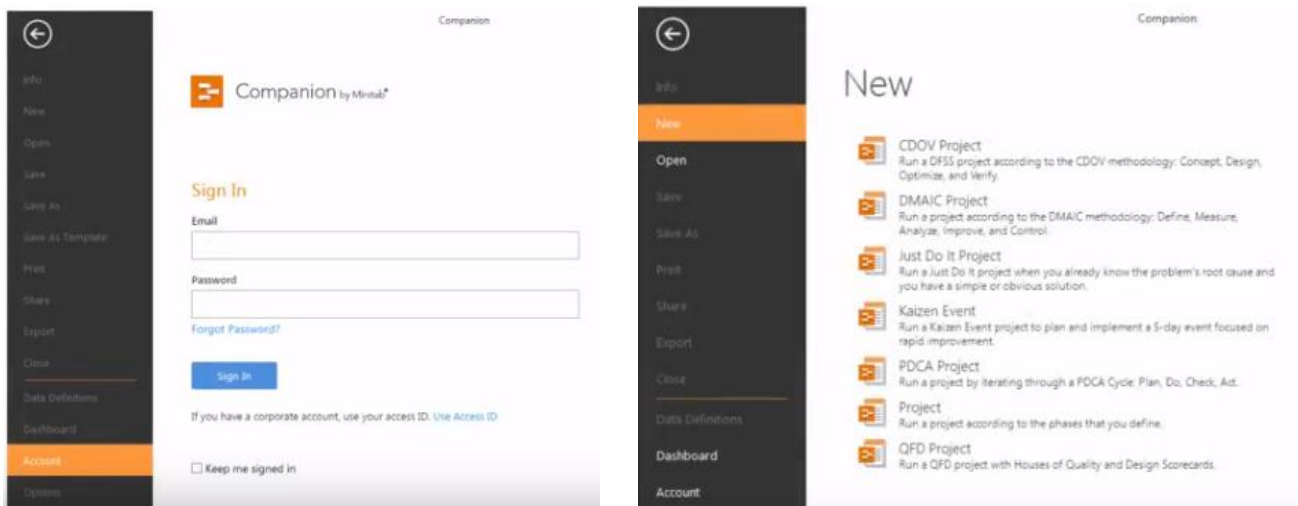 Companion
Info
New
Open
Save
Save As
Save As Template
Print
Share
Export
Close
Data Definitions
Dashboard
Account
Options
Companion by Minitab®
Sign In
Email
Password
Forgot Password?
Sign In
If you have a corporate account, use your access ID. Use Access ID
Keep me signed in
Companion
Info
New
Open
Save
Save As
Print
Share
Export
Close
Data Definitions
Dashboard
Account
New
CDOV Project
Run a DFSS project according to the CDOV methodology: Concept, Design,
Optimize, and Verify.
DMAIC Project
Run a project according to the DMAIC methodology: Define, Measure,
Analyze, Improve, and Control.
Just Do It Project
Run a Just Do It project when you already know the problem's root cause and
you have a simple or obvious solution.
Kaizen Event
Run a Kaizen Event project to plan and implement a 5-day event focused on
rapid improvement.
PDCA Project
Run a project by iterating through a PDCA Cycle: Plan, Do, Check, Act.
Project
Run a project according to the phases that you define.
QFD Project
Run a QFD project with Houses of Quality and Design Scorecards.